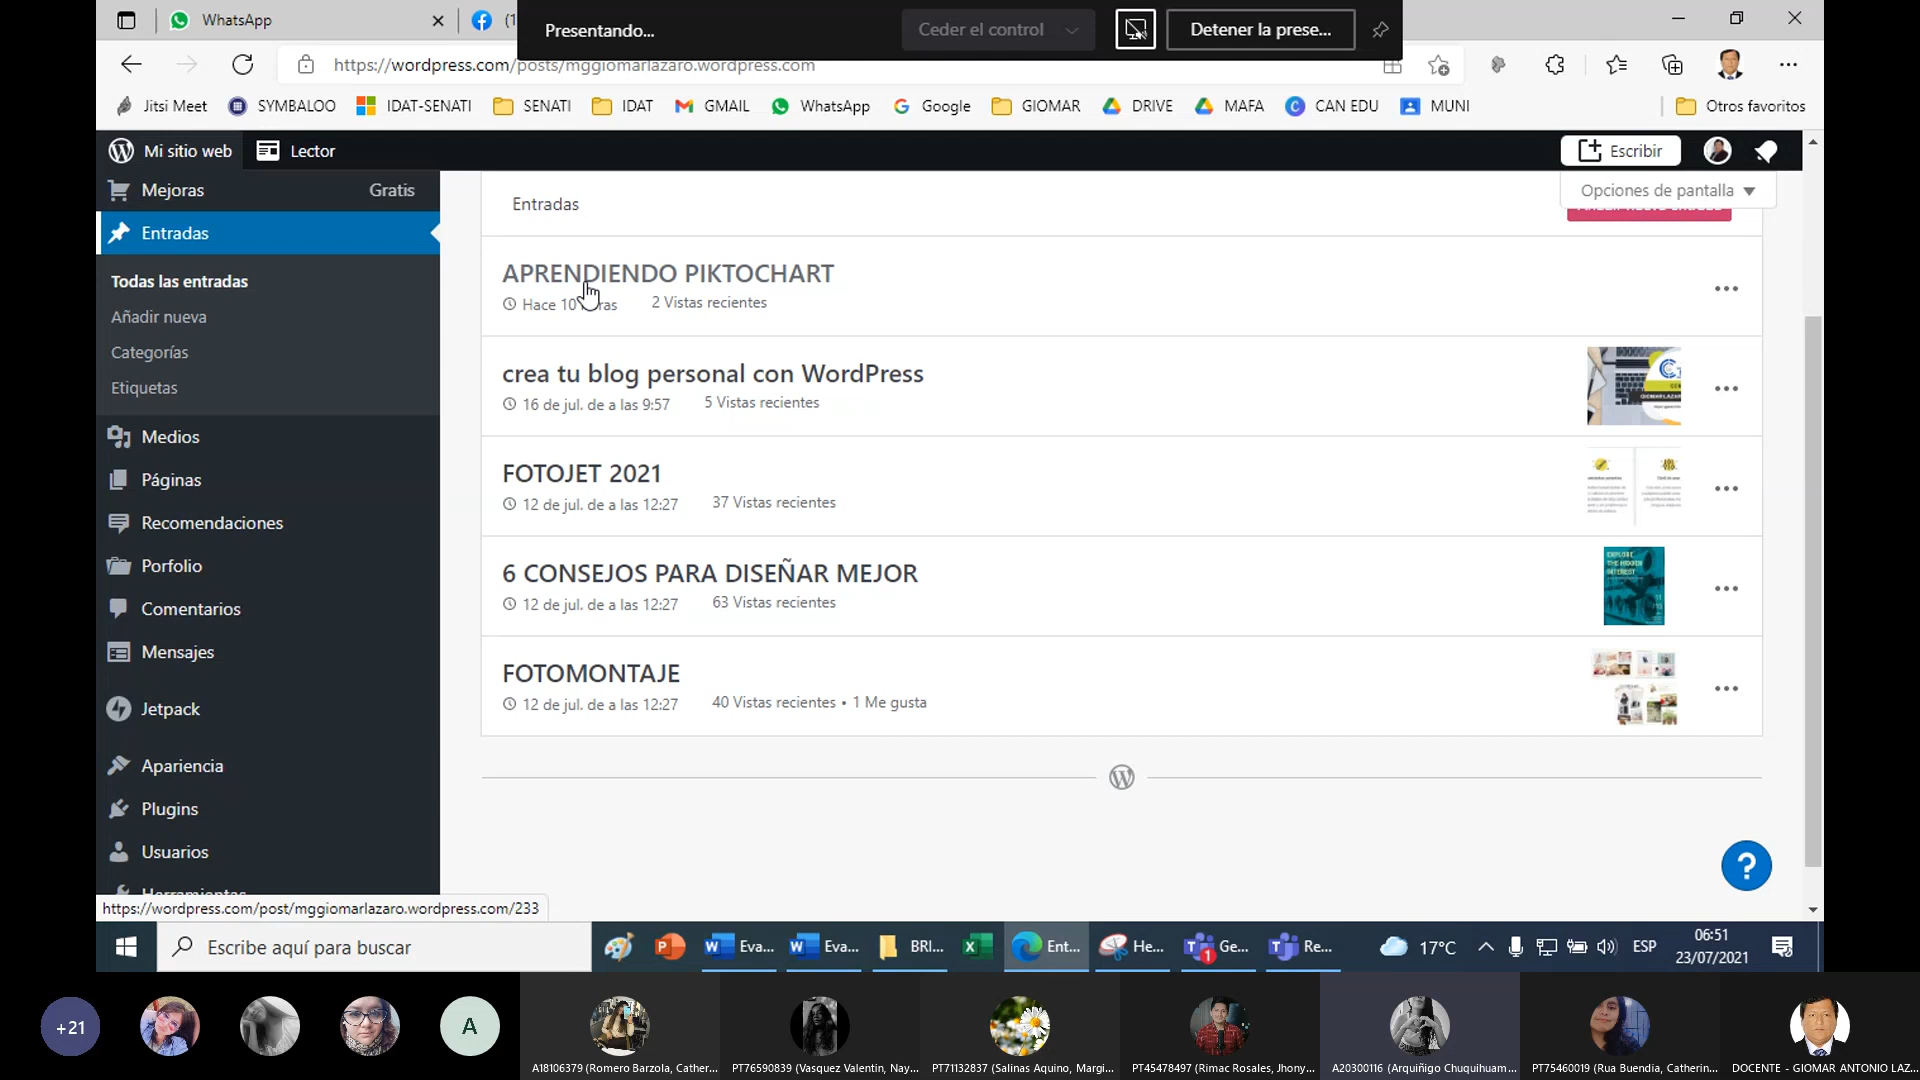 WhatsApp
Presentando...
Ceder el control
Detener la prese...
https://wordpress.com/posts/mggiomarlazaro.wordpress.com
Jitsi Meet
SYMBALOO
IDAT-SENATI
SENATI
IDAT
GMAIL
WhatsApp
Google
GIOMAR
DRIVE
MAFA
CAN EDU
MUNI
Otros favoritos
Mi sitio web
Lector
Escribir
Mejoras
Gratis
Entradas
Todas las entradas
Añadir nueva
Categorías
Etiquetas
Medios
Páginas
Recomendaciones
Porfolio
Comentarios
Mensajes
Jetpack
Apariencia
Plugins
Usuarios
Herramientas
Entradas
Opciones de pantalla
APRENDIENDO PIKTOCHART
Hace 10 horas
2 Vistas recientes
crea tu blog personal con WordPress
16 de jul. de a las 9:57
5 Vistas recientes
FOTOJET 2021
12 de jul. de a las 12:27
37 Vistas recientes
6 CONSEJOS PARA DISEÑAR MEJOR
12 de jul. de a las 12:27
63 Vistas recientes
FOTOMONTAJE
12 de jul. de a las 12:27
40 Vistas recientes • 1 Me gusta
https://wordpress.com/post/mggiomarlazaro.wordpress.com/233
Escribe aquí para buscar
Eva...
Eva...
BRI...
Ent...
He...
Ge...
Re...
17°C
ESP
06:51
23/07/2021
+21
A
A18106379 (Romero Barzola, Cather...
PT76590839 (Vasquez Valentin, Nay...
PT71132837 (Salinas Aquino, Margi...
PT45478497 (Rimac Rosales, Jhony...
A20300116 (Arquiñigo Chuquihuam...
PT75460019 (Rua Buendia, Catherin...
DOCENTE - GIOMAR ANTONIO LAZ...